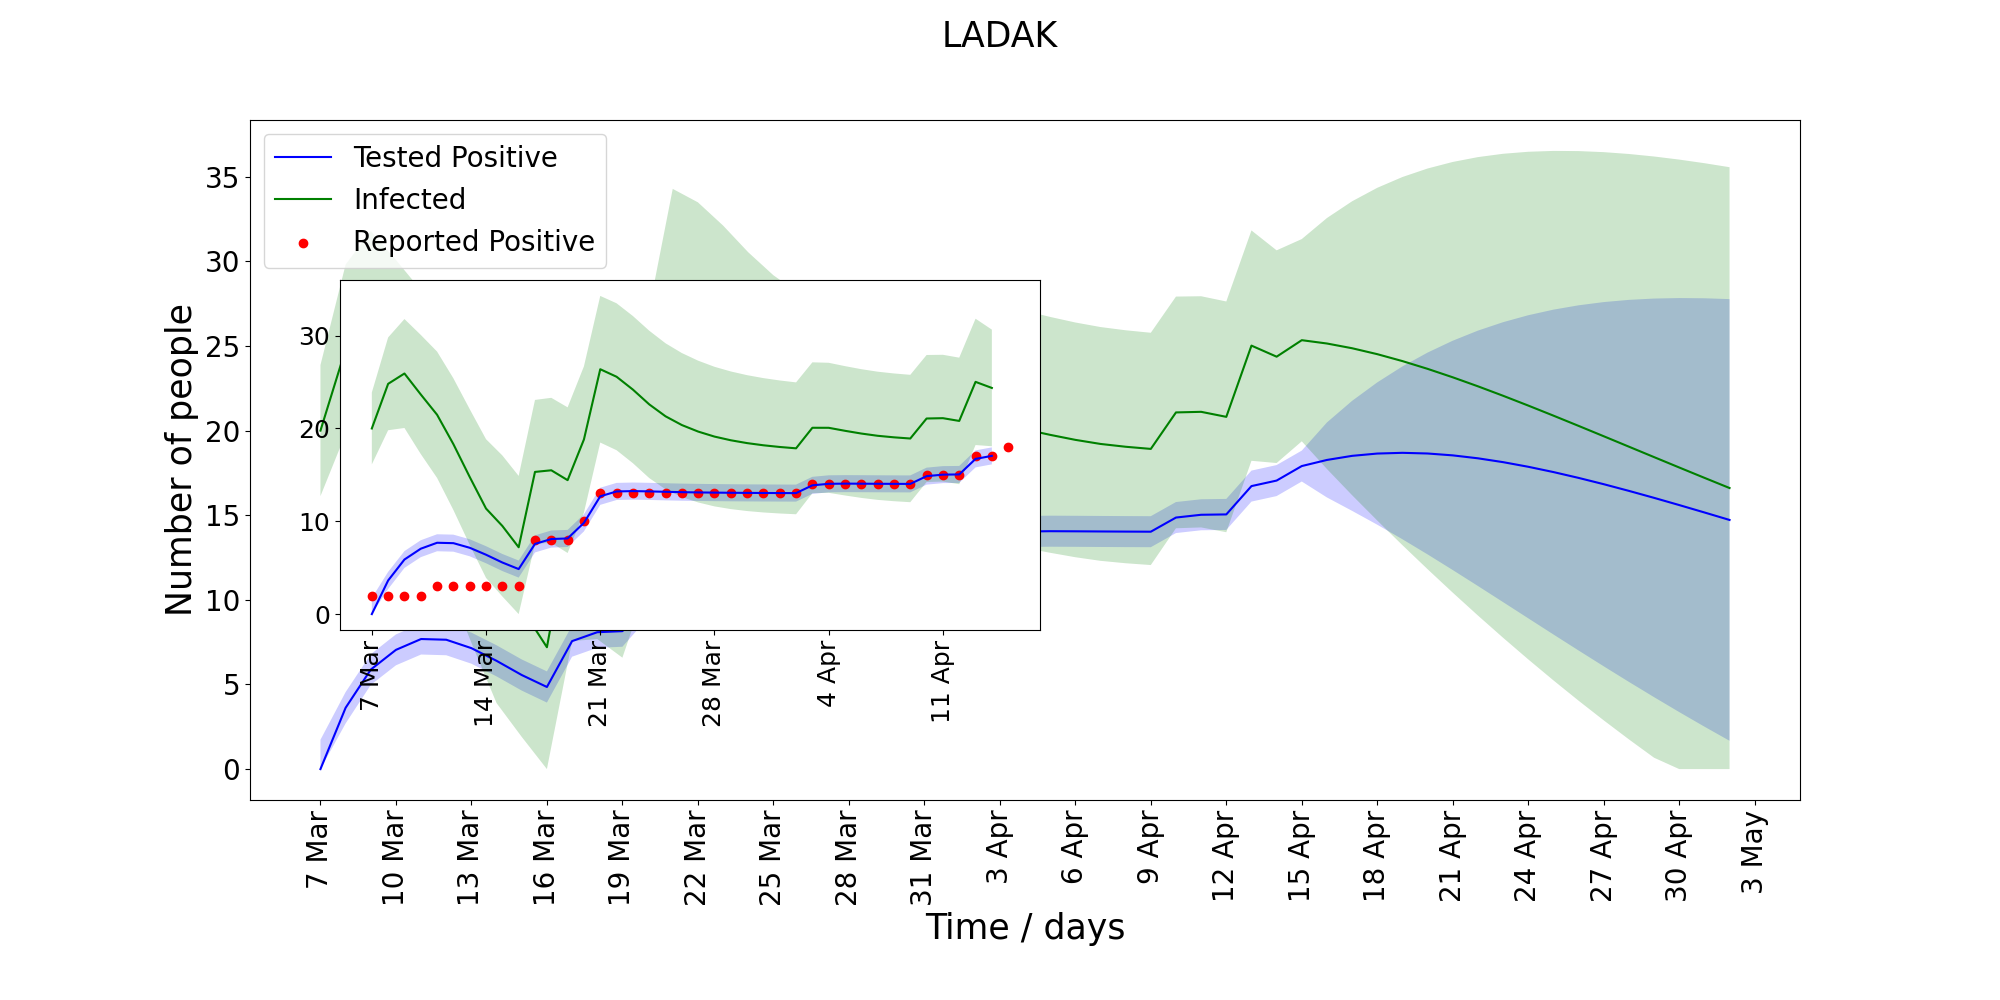 LADAK
Tested Positive
Infected
Reported Positive
Number of people
35
30
25
20
15
10
5
0
30
20
10
0
7 Mar
14 Mar
21 Mar
28 Mar
4 Apr
11 Apr
7 Mar
10 Mar
13 Mar
16 Mar
19 Mar
22 Mar
25 Mar
28 Mar
31 Mar
3 Apr
6 Apr
9 Apr
12 Apr
15 Apr
18 Apr
21 Apr
24 Apr
27 Apr
30 Apr
3 May
Time / days